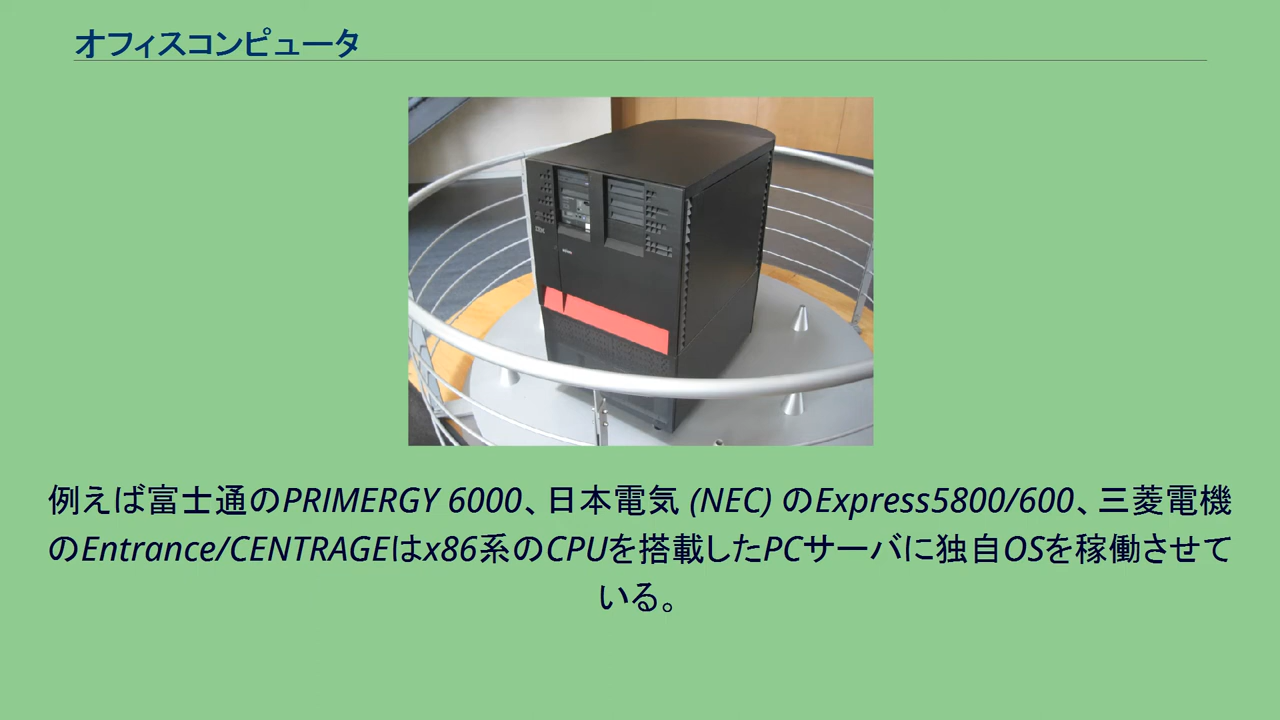 オフィスコンピュータ
IBM
例えば富士通のPRIMERGY 6000、日本電気 (NEC) のExpress5800/600、三菱電機
のEntrance/CENTRAGEはx86系のCPUを搭載したPCサーバに独自OSを稼働させて
いる。